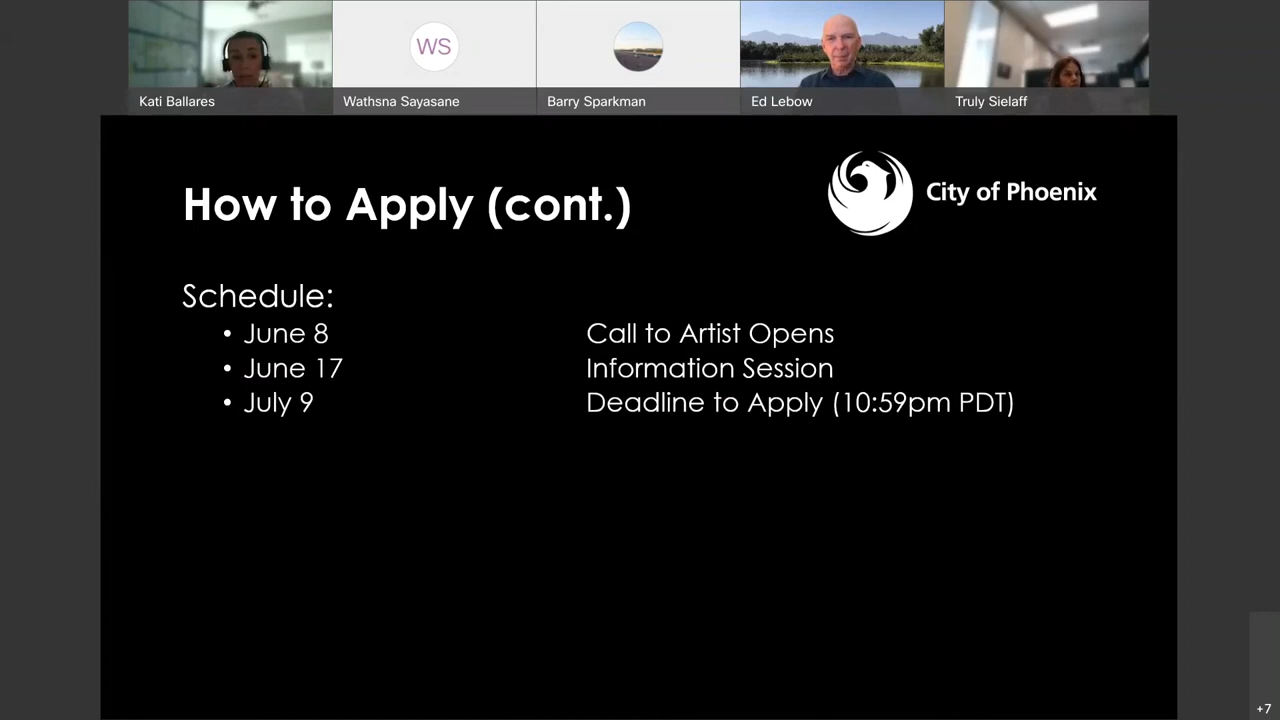 WS
Kati Ballares
Wathsna Sayasane
Barry Sparkman
Ed Lebow
Truly Sielaff
How to Apply (cont.)
City of Phoenix
Schedule:
• June 8 Call to Artist Opens
• June 17 Information Session
• July 9 Deadline to Apply (10:59pm PDT)
+7